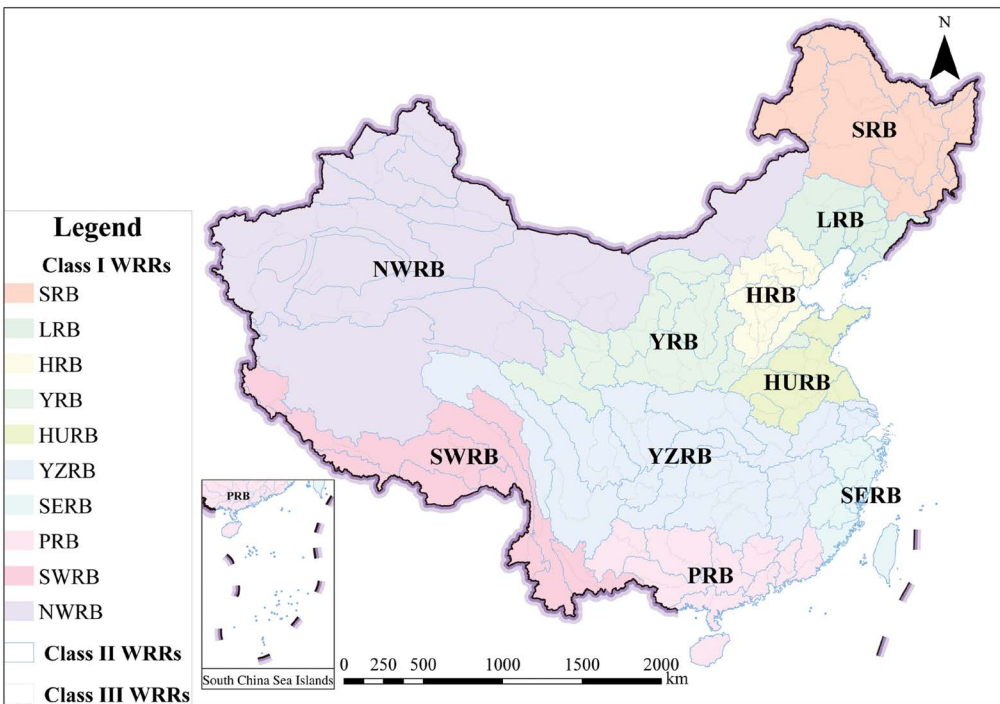 N
SRB
LRB
NWRB
HRB
YRB
HURB
SWRB
YZRB
SERB
PRB
Legend
Class I WRRs
SRB
LRB
HRB
YRB
HURB
YZRB
SERB
PRB
SWRB
NWRB
Class II WRRs
Class III WRRs
PRB
South China Sea Islands
0 250 500 1000 1500 2000
km